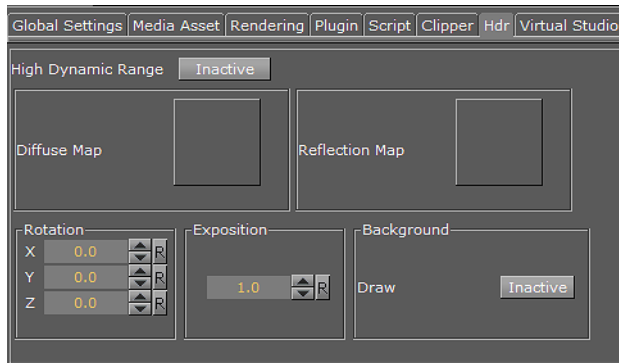 Global Settings Media Asset Rendering Plugin Script Clipper Hdr Virtual Studio
High Dynamic Range Inactive
Diffuse Map Reflection Map
Rotation Exposition Background
X 0.0 R
Y 0.0 R 1.0 R Draw Inactive
Z 0.0 R